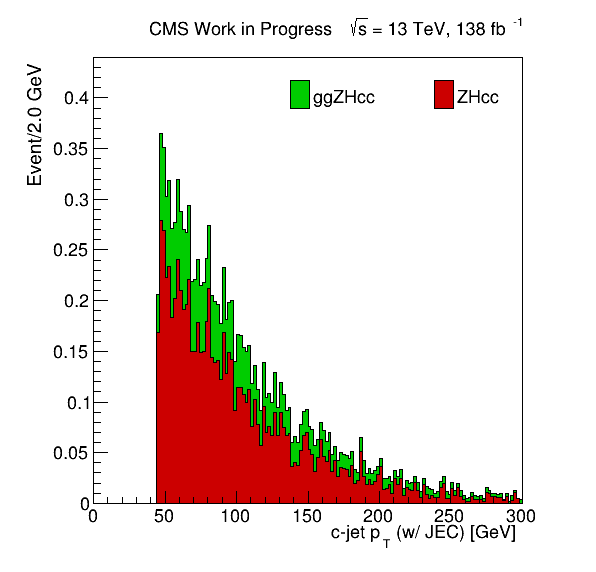 CMS Work in Progress √s = 13 TeV, 138 fb⁻¹
Event/2.0 GeV
ggZHcc ZHcc
0.4
0.35
0.3
0.25
0.2
0.15
0.1
0.05
0
0 50 100 150 200 250 300
c-jet p_T (w/ JEC) [GeV]